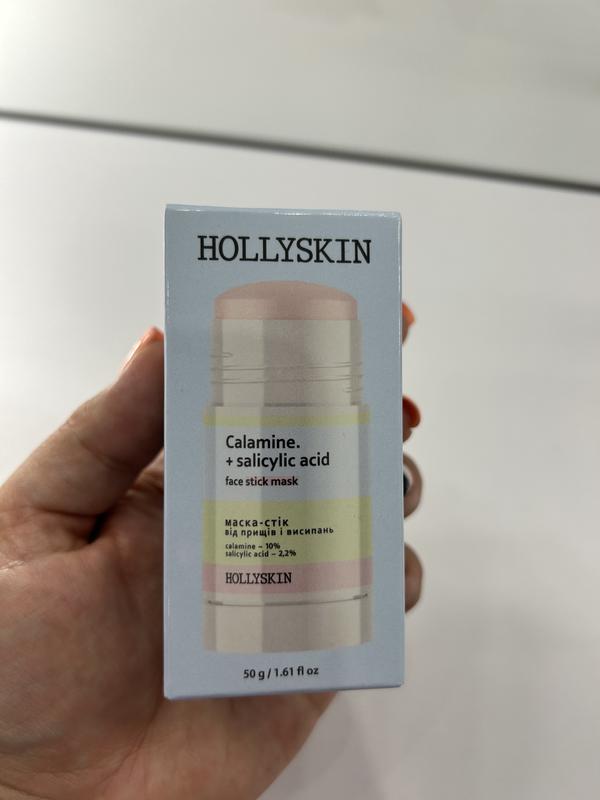 HOLLYSKIN
Calamine.
+ salicylic acid
face stick mask
маска-стік
від прищів і висипань
calamine – 10%
salicylic acid – 2,2%
HOLLYSKIN
50 g / 1.61 fl oz